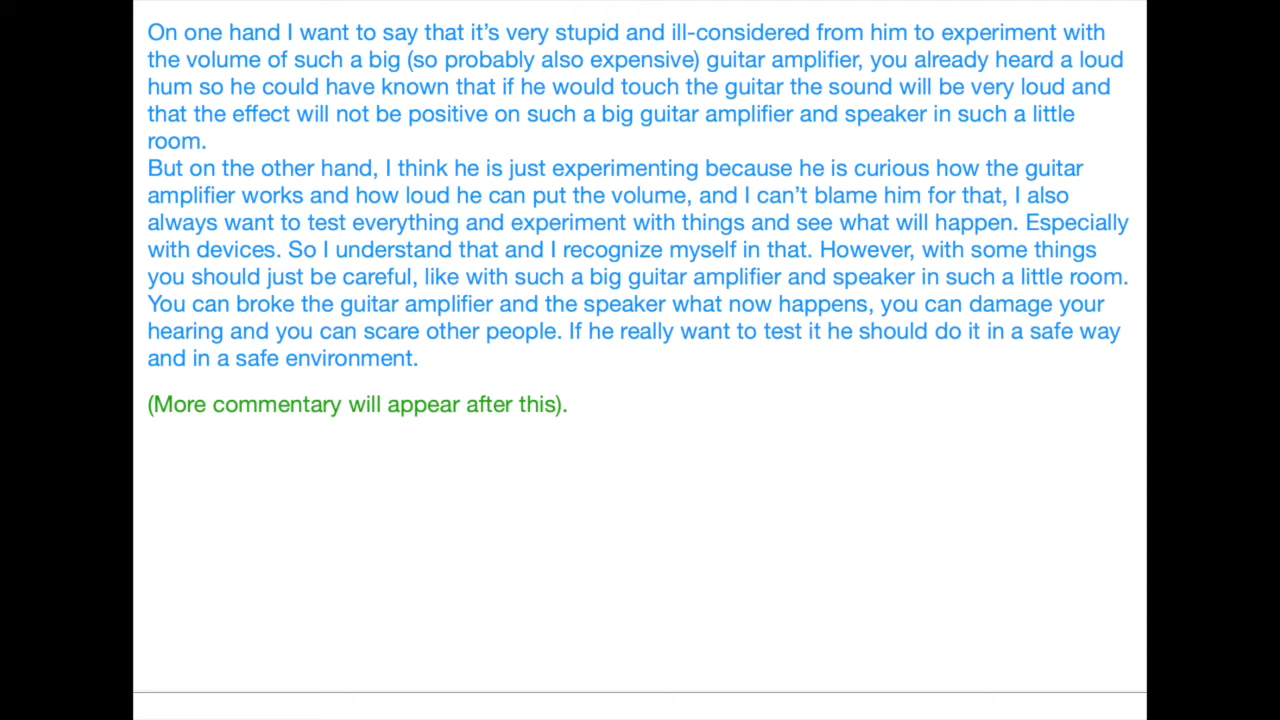 On one hand I want to say that it’s very stupid and ill-considered from him to experiment with
the volume of such a big (so probably also expensive) guitar amplifier, you already heard a loud
hum so he could have known that if he would touch the guitar the sound will be very loud and
that the effect will not be positive on such a big guitar amplifier and speaker in such a little
room.
But on the other hand, I think he is just experimenting because he is curious how the guitar
amplifier works and how loud he can put the volume, and I can’t blame him for that, I also
always want to test everything and experiment with things and see what will happen. Especially
with devices. So I understand that and I recognize myself in that. However, with some things
you should just be careful, like with such a big guitar amplifier and speaker in such a little room.
You can broke the guitar amplifier and the speaker what now happens, you can damage your
hearing and you can scare other people. If he really want to test it he should do it in a safe way
and in a safe environment.
(More commentary will appear after this).